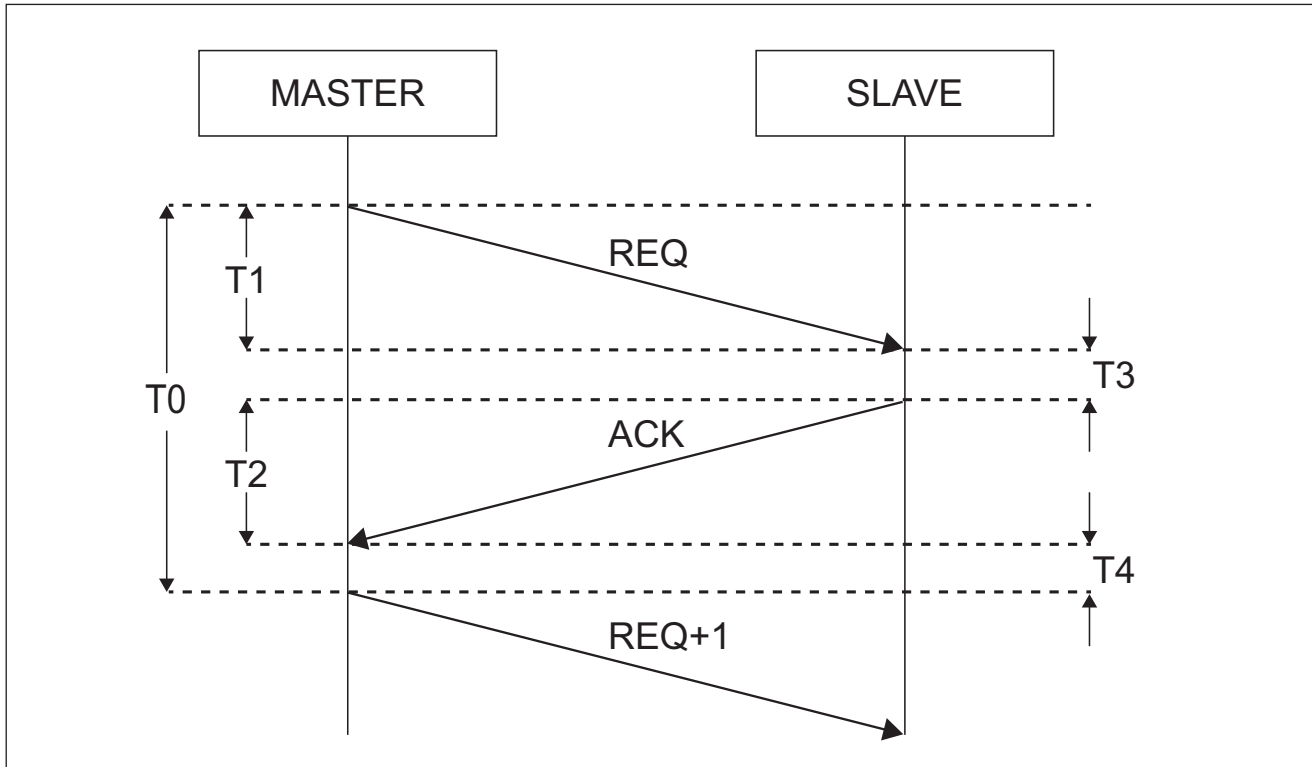 MASTER
SLAVE
REQ
T1
T3
T0
ACK
T2
T4
REQ+1